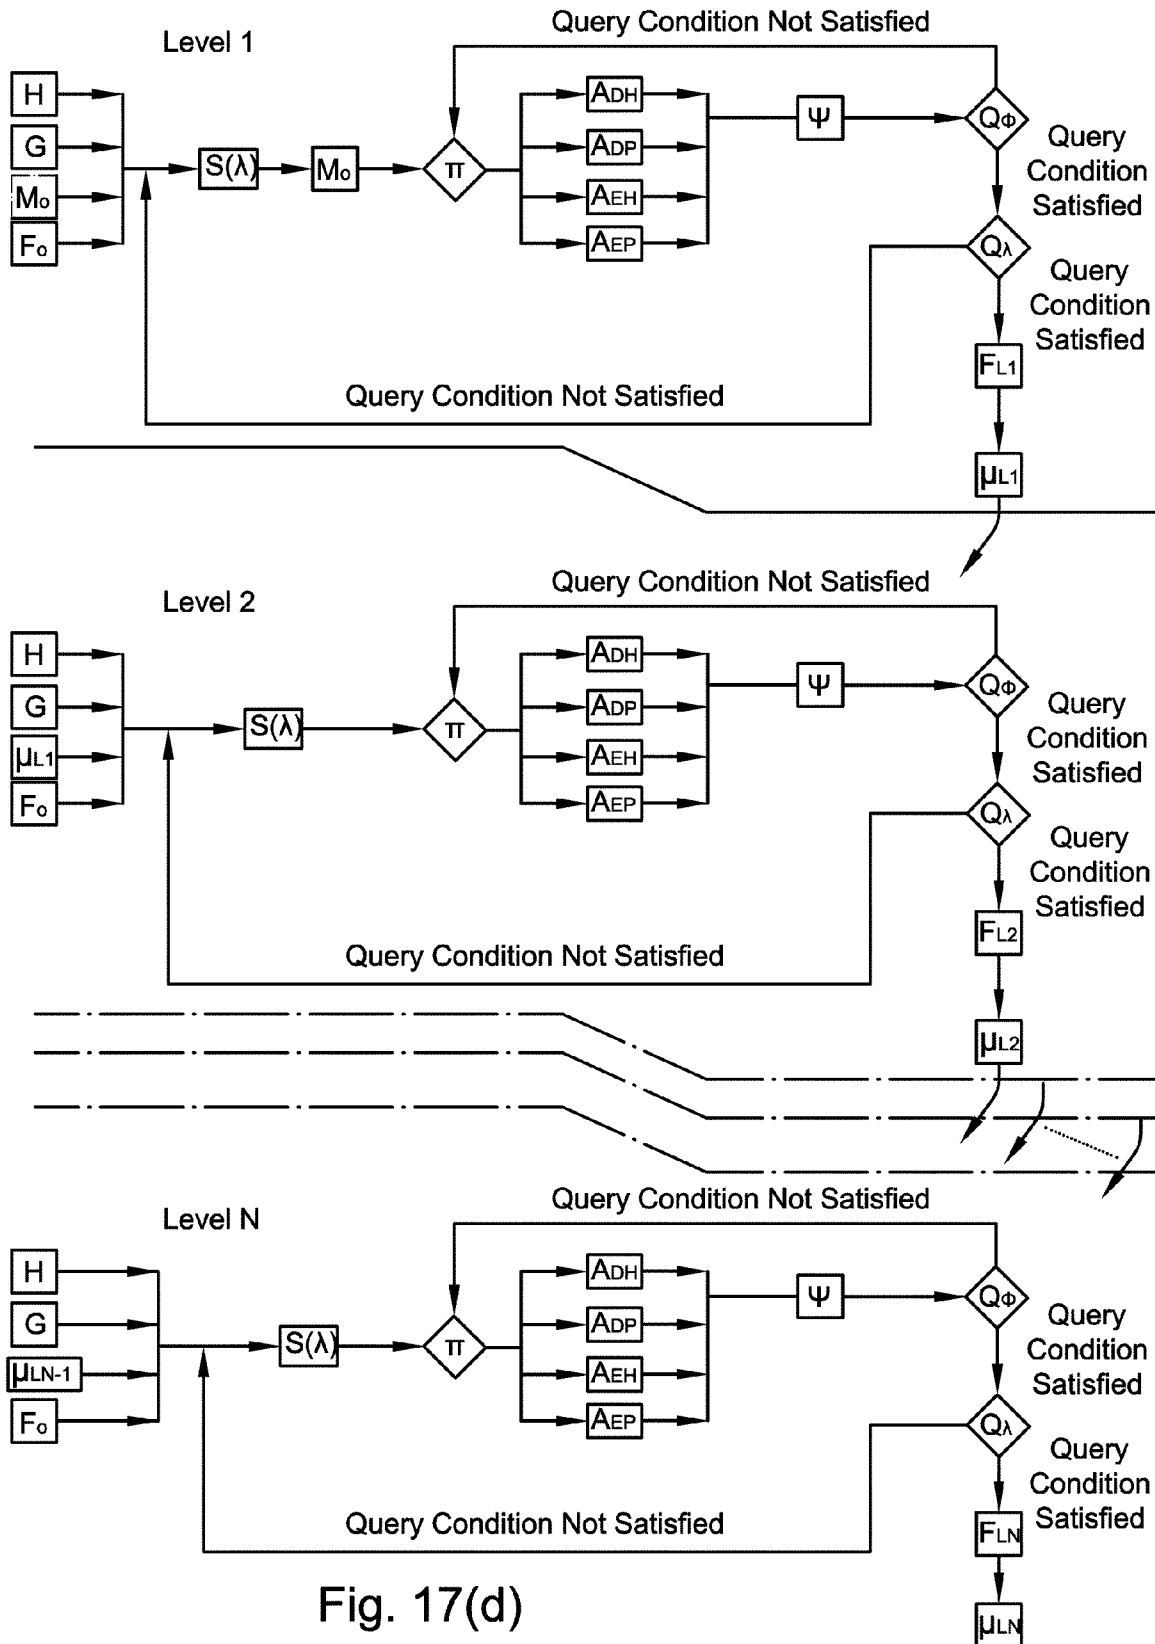 Query Condition Not Satisfied
Level 1
H
G
Mo
Fo
S(λ)
Mo
π
ADH
ADP
AEH
AEP
Ψ
QΦ
Query
Condition
Satisfied
Qλ
Query
Condition
Satisfied
FL1
Query Condition Not Satisfied
μL1
Query Condition Not Satisfied
Level 2
H
G
μL1
Fo
S(λ)
π
ADH
ADP
AEH
AEP
Ψ
QΦ
Query
Condition
Satisfied
Qλ
Query
Condition
Satisfied
FL2
Query Condition Not Satisfied
μL2
Query Condition Not Satisfied
Level N
H
G
μLN-1
Fo
S(λ)
π
ADH
ADP
AEH
AEP
Ψ
QΦ
Query
Condition
Satisfied
Qλ
Query
Condition
Satisfied
FLN
Query Condition Not Satisfied
μLN
Fig. 17(d)